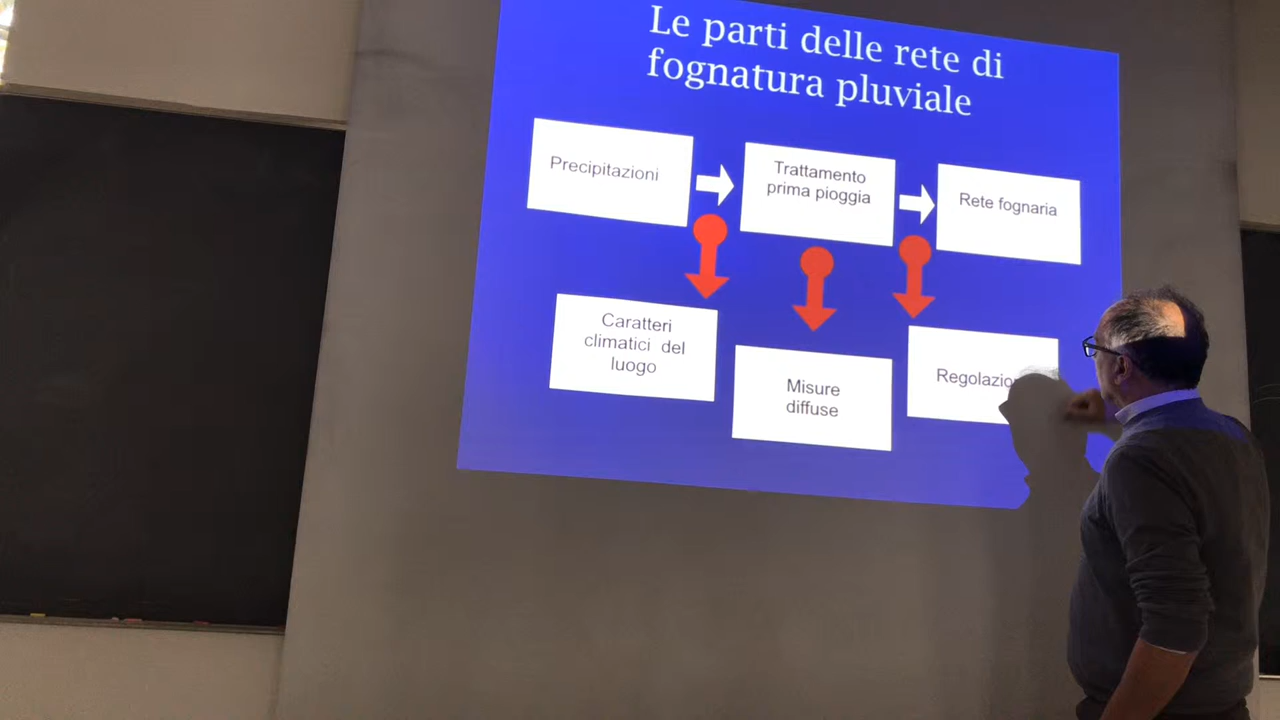 Le parti delle rete di
fognatura pluviale
Precipitazioni
Trattamento
prima pioggia
Rete fognaria
Caratteri
climatici del
luogo
Misure
diffuse